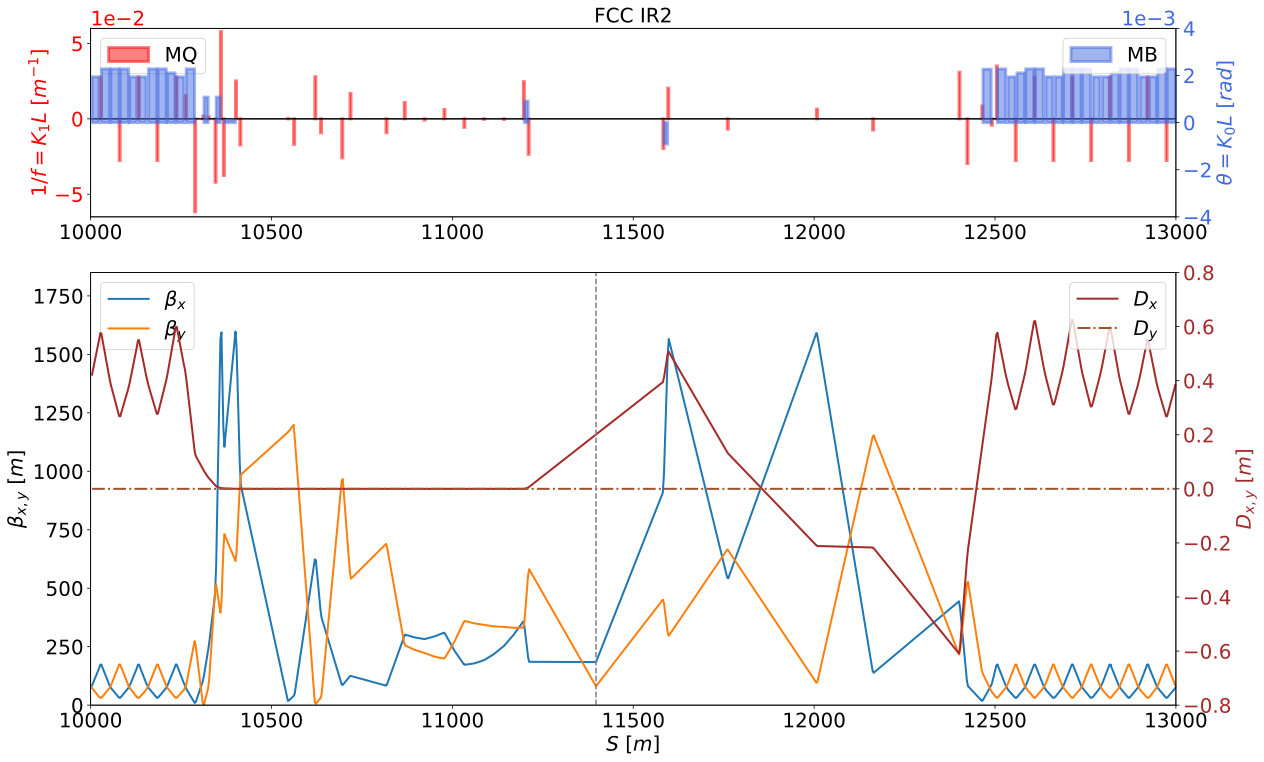 FCC IR2
1e−2
1e−3
MQ
MB
5
0
−5
1/f = K₁L [m⁻¹]
4
2
0
−2
−4
θ = K₀L [rad]
10000 10500 11000 11500 12000 12500 13000
βₓ
βᵧ
Dₓ
Dᵧ
1750
1500
1250
1000
750
500
250
0
βₓ,ᵧ [m]
0.8
0.6
0.4
0.2
0.0
−0.2
−0.4
−0.6
−0.8
Dₓ,ᵧ [m]
10000 10500 11000 11500 12000 12500 13000
S [m]